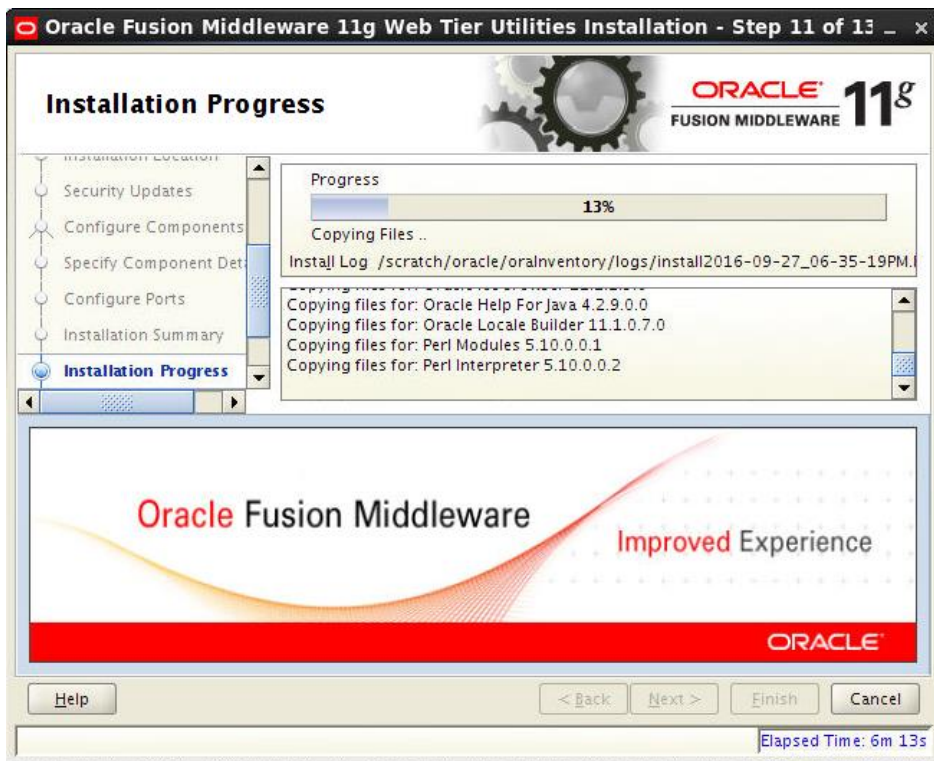 Oracle Fusion Middleware 11g Web Tier Utilities Installation - Step 11 of 13
Installation Progress
ORACLE
FUSION MIDDLEWARE
11g
Installation Location
Security Updates
Configure Components
Specify Component Det
Configure Ports
Installation Summary
Installation Progress
Progress
13%
Copying Files ..
Install Log /scratch/oracle/oraInventory/logs/install2016-09-27_06-35-19PM.l
Copying files for: Oracle Help For Java 4.2.9.0.0
Copying files for: Oracle Locale Builder 11.1.0.7.0
Copying files for: Perl Modules 5.10.0.0.1
Copying files for: Perl Interpreter 5.10.0.0.2
Oracle Fusion Middleware
Improved Experience
ORACLE
Help
< Back
Next >
Finish
Cancel
Elapsed Time: 6m 13s